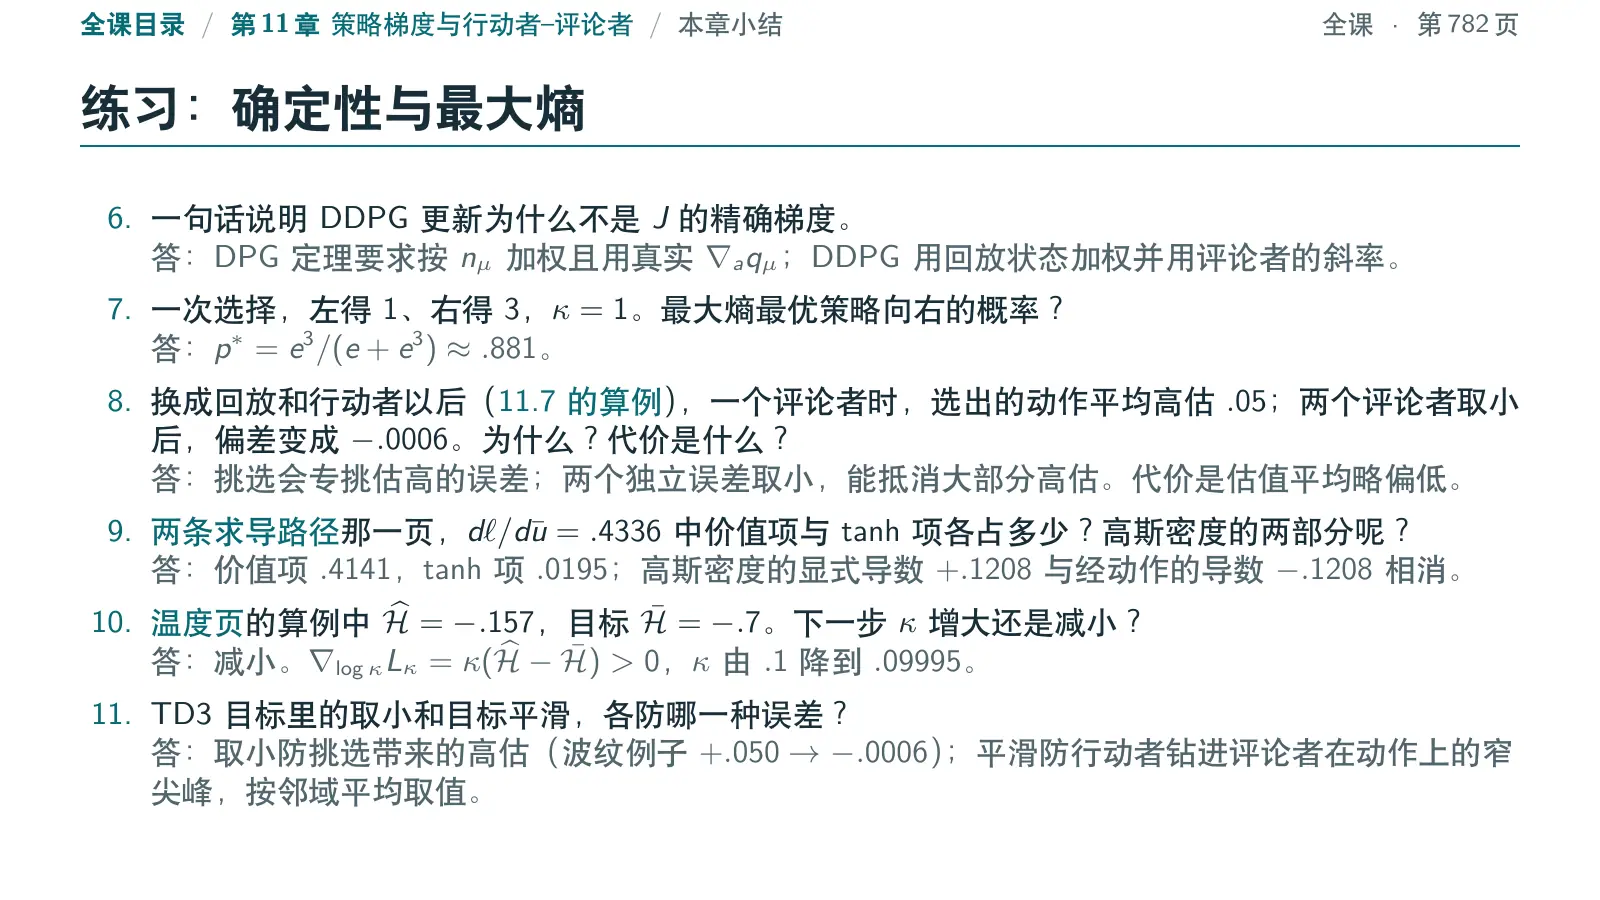 全课目录 / 第 11 章 策略梯度与行动者–评论者 / 本章小结
全课 · 第 782 页
练习：确定性与最大熵
6. 一句话说明 DDPG 更新为什么不是 J 的精确梯度。
答：DPG 定理要求按 n_μ 加权且用真实 ∇_a q_μ；DDPG 用回放状态加权并用评论者的斜率。
7. 一次选择，左得 1、右得 3，κ = 1。最大熵最优策略向右的概率？
答：p* = e³/(e + e³) ≈ .881。
8. 换成回放和行动者以后（11.7 的算例），一个评论者时，选出的动作平均高估 .05；两个评论者取小
后，偏差变成 −.0006。为什么？代价是什么？
答：挑选会专挑估高的误差；两个独立误差取小，能抵消大部分高估。代价是估值平均略偏低。
9. 两条求导路径那一页，dℓ/dū = .4336 中价值项与 tanh 项各占多少？高斯密度的两部分呢？
答：价值项 .4141，tanh 项 .0195；高斯密度的显式导数 +.1208 与经动作的导数 −.1208 相消。
10. 温度页的算例中 Ĥ = −.157，目标 H̄ = −.7。下一步 κ 增大还是减小？
答：减小。∇_{log κ} L_κ = κ(Ĥ − H̄) > 0，κ 由 .1 降到 .09995。
11. TD3 目标里的取小和目标平滑，各防哪一种误差？
答：取小防挑选带来的高估（波纹例子 +.050 → −.0006）；平滑防行动者钻进评论者在动作上的窄
尖峰，按邻域平均取值。